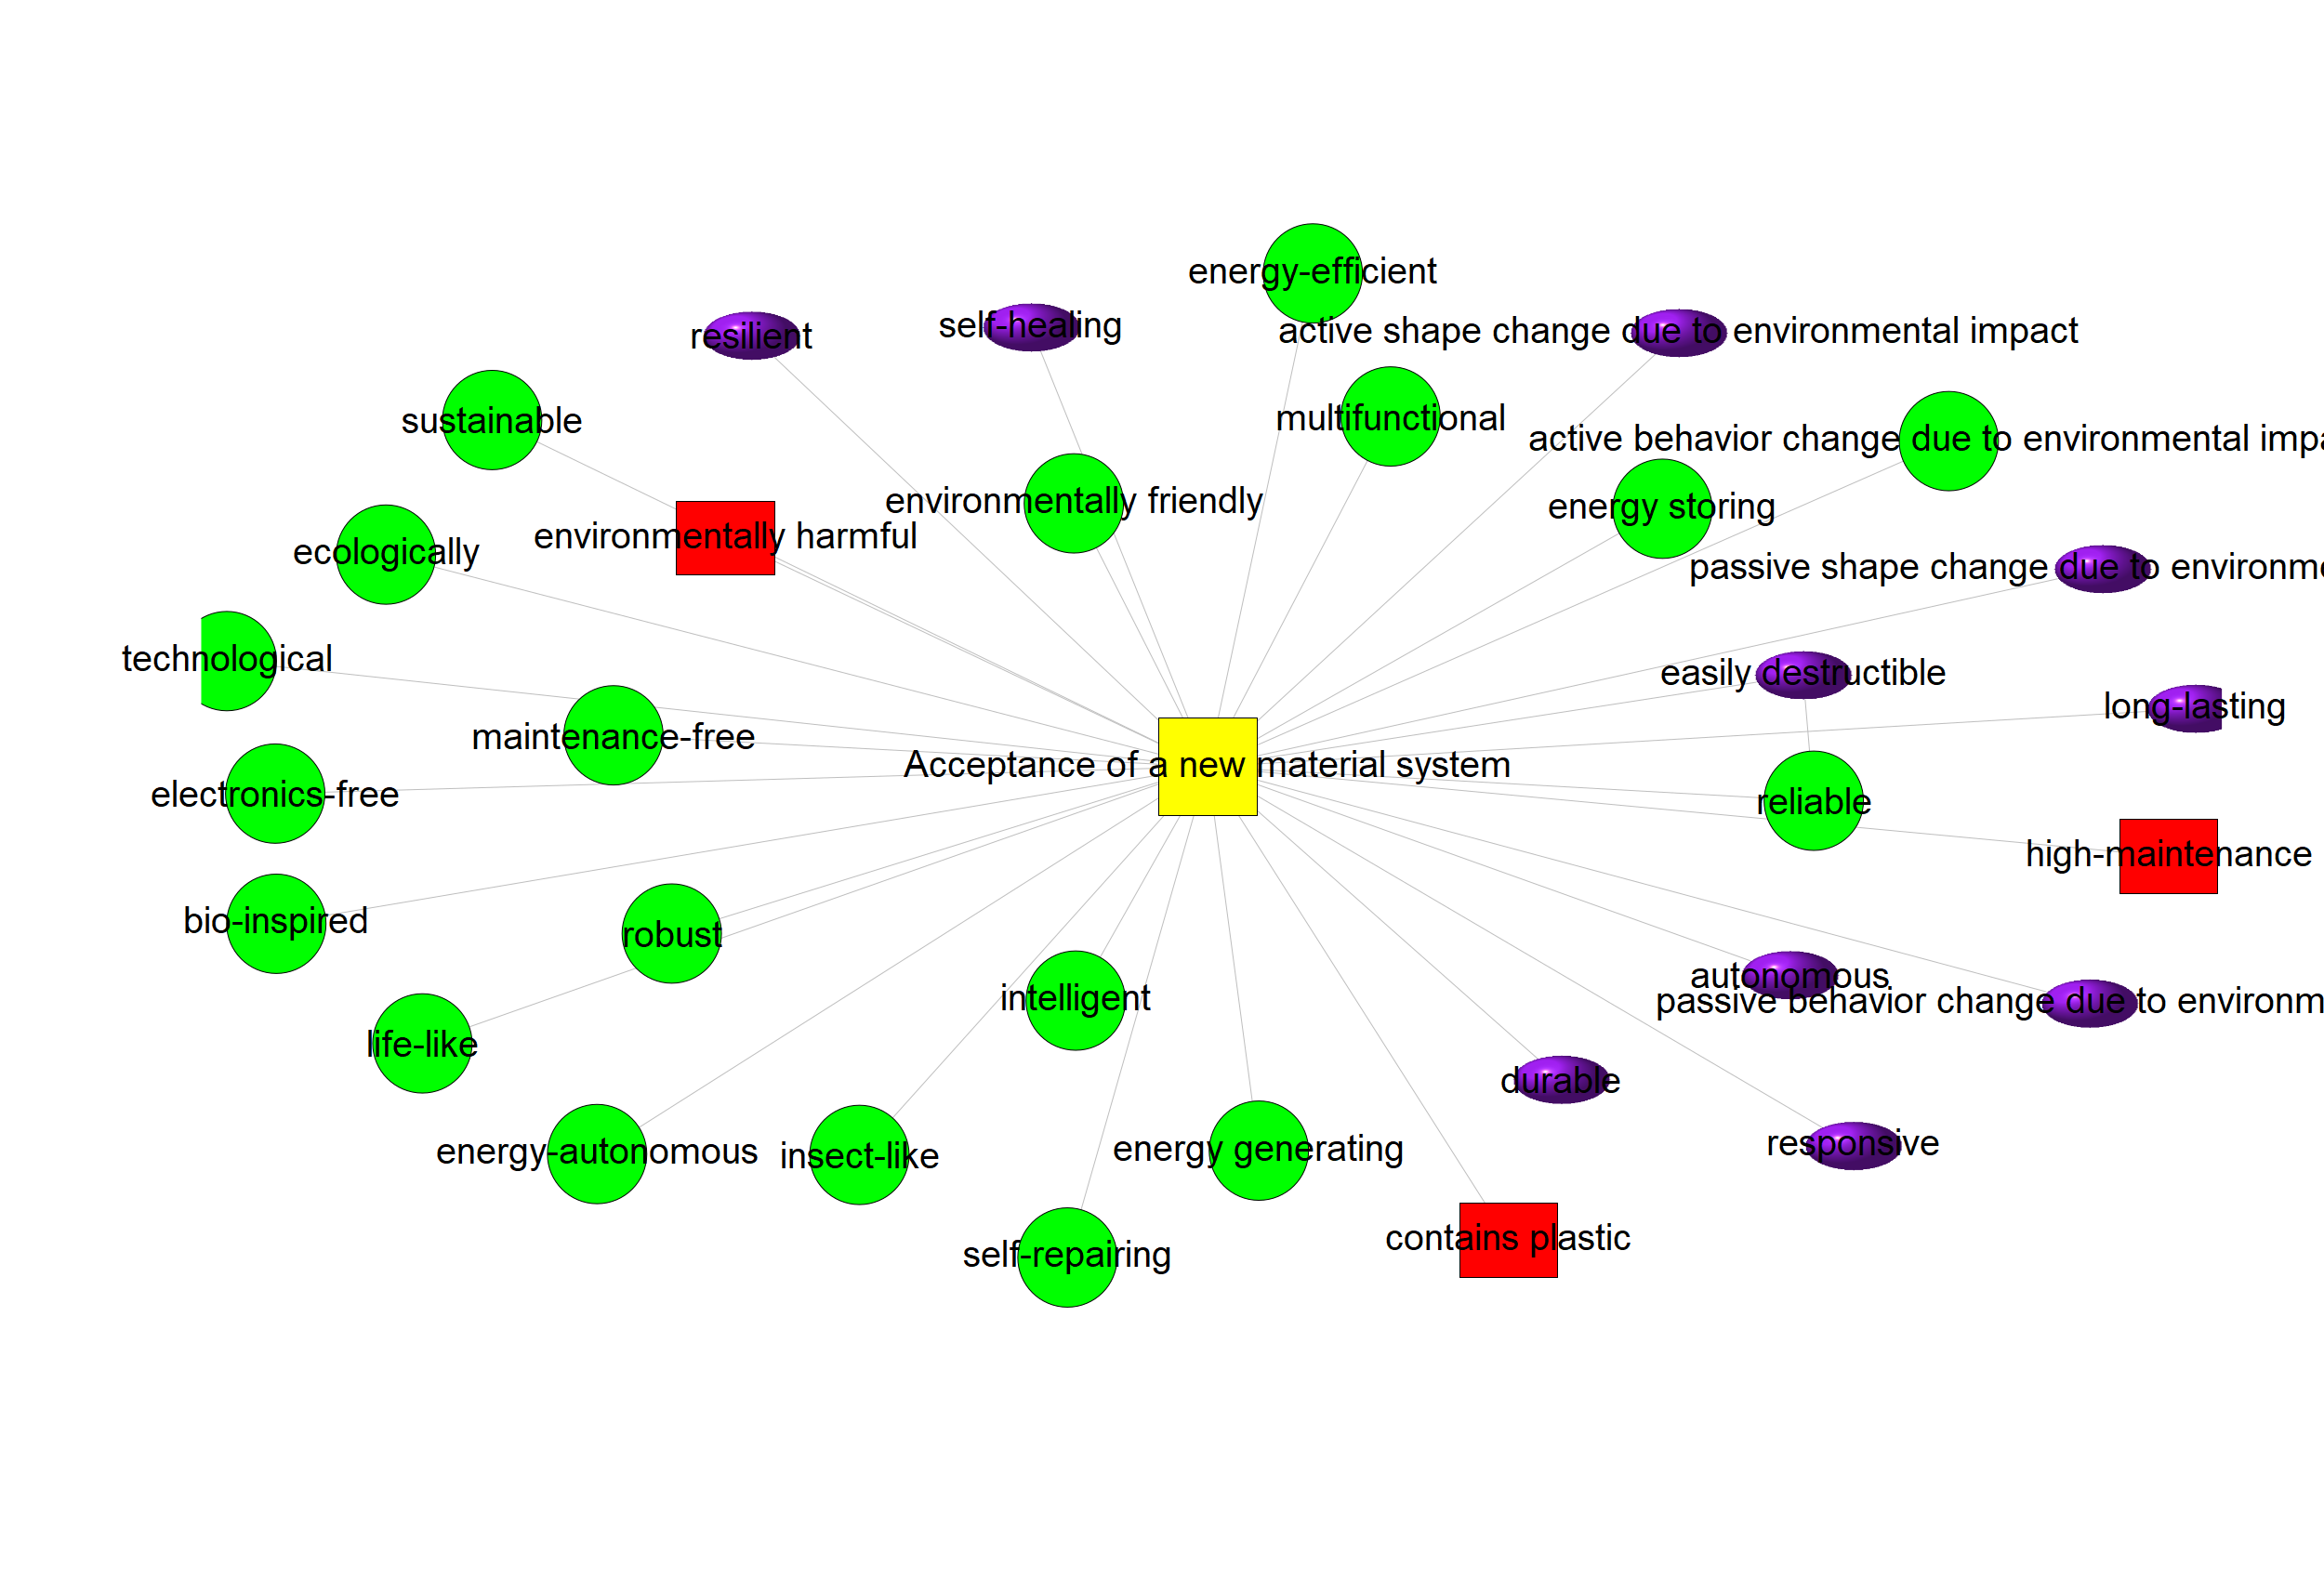 energy-efficient
self-healing
active shape change due to environmental impact
resilient
multifunctional
sustainable
active behavior change due to environmental impa
environmentally friendly
energy storing
environmentally harmful
ecologically
passive shape change due to environm
technological
easily destructible
long-lasting
maintenance-free
Acceptance of a new material system
electronics-free
reliable
high-maintenance
bio-inspired
robust
autonomous
intelligent
passive behavior change due to environm
life-like
durable
energy-autonomous
insect-like
energy generating
responsive
contains plastic
self-repairing